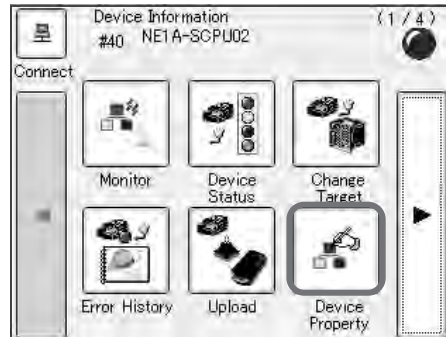 Device Information
(1/4)
#40 NE1A-SCPU02
Connect
Monitor
Device
Status
Change
Target
Error History
Upload
Device
Property